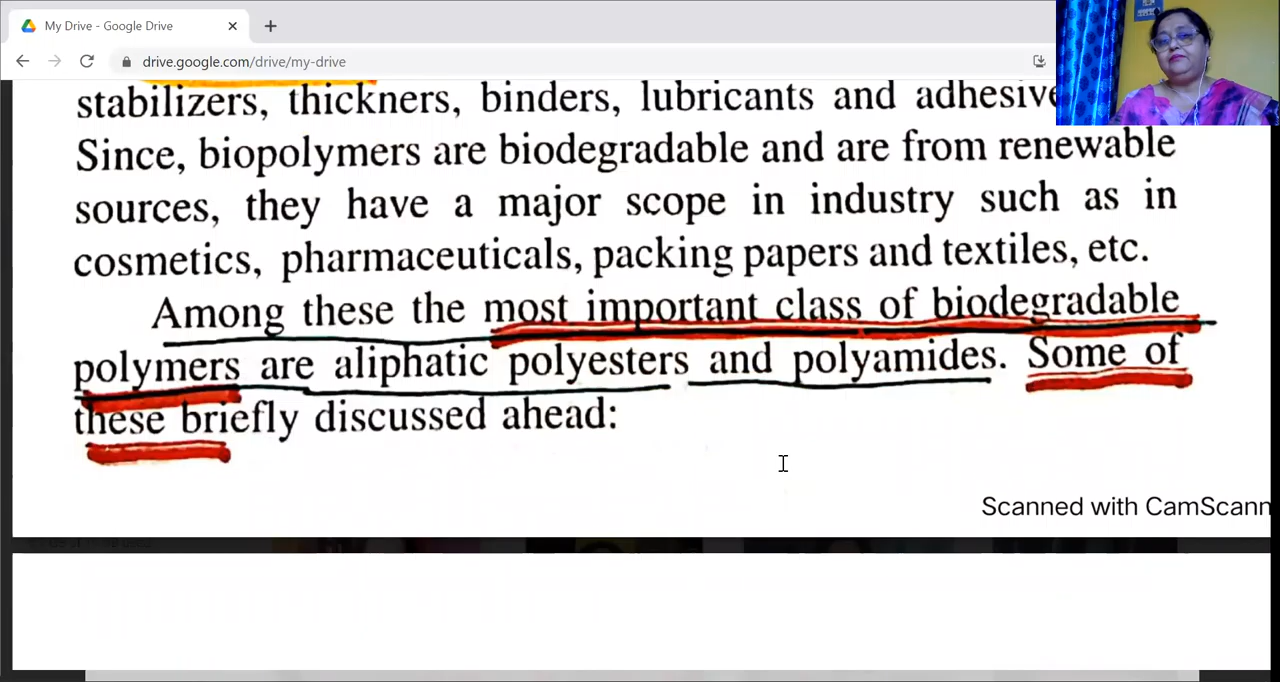 My Drive - Google Drive
drive.google.com/drive/my-drive
stabilizers, thickners, binders, lubricants and
Since, biopolymers are biodegradable and are from renewable
sources, they have a major scope in industry such as in
cosmetics, pharmaceuticals, packing papers and textiles, etc.
Among these the most important class of biodegradable
polymers are aliphatic polyesters and polyamides. Some of
these briefly discussed ahead:
Scanned with CamScann